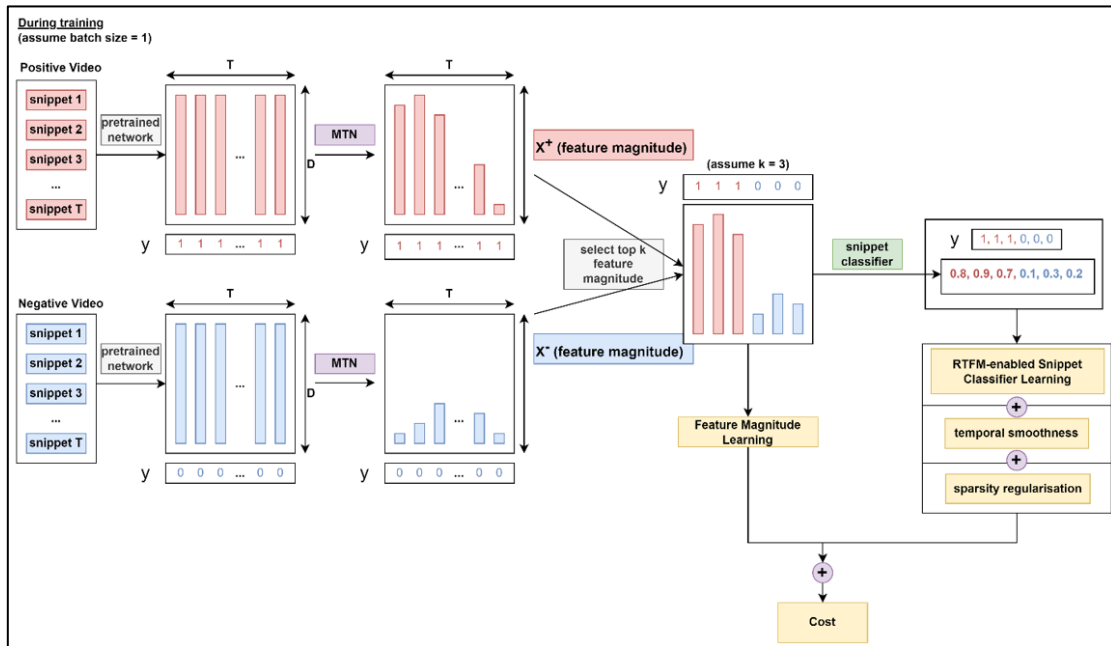 During training
(assume batch size = 1)
Positive Video
snippet 1
snippet 2
snippet 3
...
snippet T
pretrained
network
T
...
D
y
1 1 1 ... 1 1
MTN
T
...
y
1 1 1 ... 1 1
X+ (feature magnitude)
Negative Video
snippet 1
snippet 2
snippet 3
...
snippet T
pretrained
network
T
...
D
y
0 0 0 ... 0 0
MTN
T
...
y
0 0 0 ... 0 0
X- (feature magnitude)
select top k
feature
magnitude
(assume k = 3)
y
1 1 1 0 0 0
snippet
classifier
y
1, 1, 1, 0, 0, 0
0.8, 0.9, 0.7, 0.1, 0.3, 0.2
Feature Magnitude
Learning
RTFM-enabled Snippet
Classifier Learning
+
temporal smoothness
+
sparsity regularisation
+
Cost